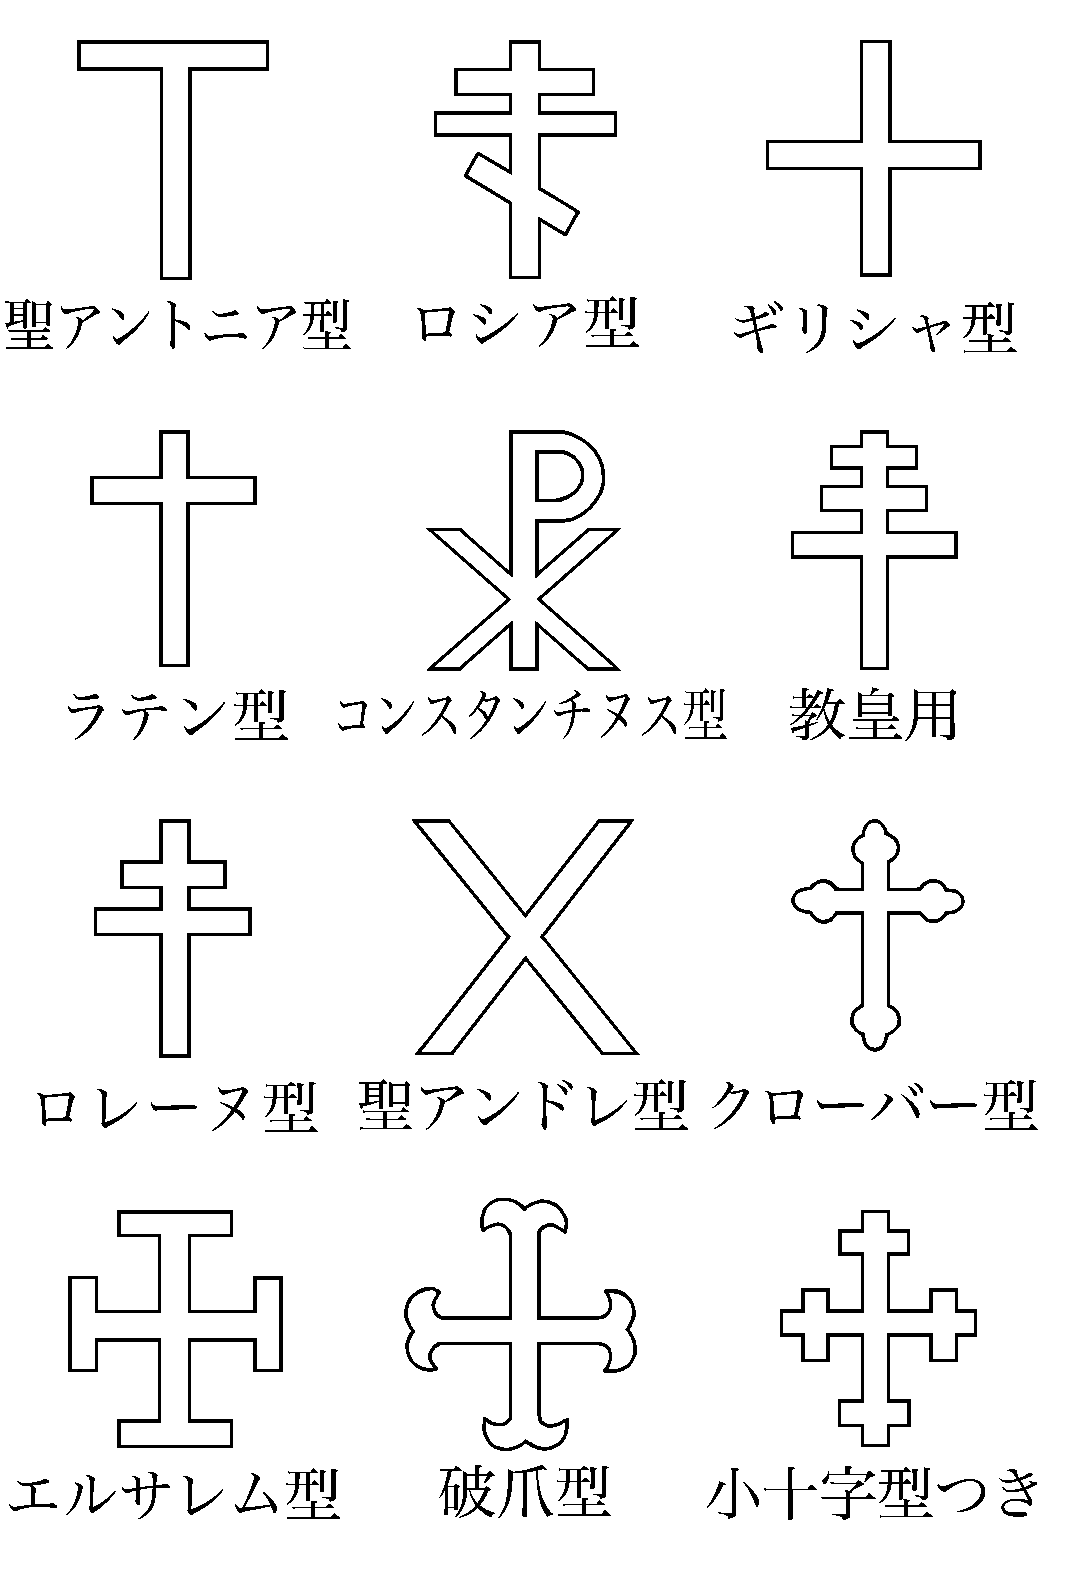 聖アントニア型 ロシア型 ギリシャ型
ラテン型 コンスタンチヌス型 教皇用
ロレーヌ型 聖アンドレ型 クローバー型
エルサレム型 破爪型 小十字型つき